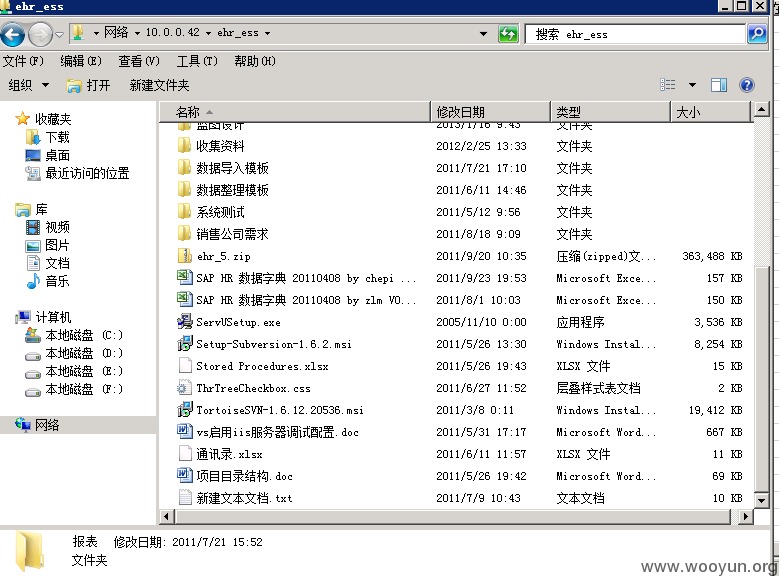 ehr_ess
网络 10.0.0.42 ehr_ess
搜索 ehr_ess
文件(F) 编辑(E) 查看(V) 工具(T) 帮助(H)
组织 打开 新建文件夹
收藏夹
下载
桌面
最近访问的位置
库
视频
图片
文档
音乐
计算机
本地磁盘 (C:)
本地磁盘 (D:)
本地磁盘 (E:)
本地磁盘 (F:)
网络
名称 修改日期 类型 大小
蓝图设计 2013/1/16 9:43 文件夹
收集资料 2012/2/25 13:33 文件夹
数据导入模板 2011/7/21 17:10 文件夹
数据整理模板 2011/6/11 14:46 文件夹
系统测试 2011/5/12 9:56 文件夹
销售公司需求 2011/8/18 9:09 文件夹
ehr_5.zip 2011/9/20 10:35 压缩(zipped)文... 363,488 KB
SAP HR 数据字典 20110408 by chepi ... 2011/9/23 19:53 Microsoft Exce... 157 KB
SAP HR 数据字典 20110408 by zlm VO... 2011/8/1 10:03 Microsoft Exce... 150 KB
ServUSetup.exe 2005/11/10 0:00 应用程序 3,536 KB
Setup-Subversion-1.6.2.msi 2011/5/26 13:30 Windows Instal... 8,254 KB
Stored Procedures.xlsx 2011/5/26 19:43 XLSX 文件 15 KB
ThrTreeCheckbox.css 2011/6/27 11:52 层叠样式表文档 2 KB
TortoiseSVN-1.6.12.20536.msi 2011/3/8 0:11 Windows Instal... 19,412 KB
vs启用iis服务器调试配置.doc 2011/5/31 17:17 Microsoft Word... 667 KB
通讯录.xlsx 2011/6/11 11:57 XLSX 文件 11 KB
项目目录结构.doc 2011/5/26 19:42 Microsoft Word... 69 KB
新建文本文档.txt 2011/7/9 10:43 文本文档 10 KB
报表 修改日期: 2011/7/21 15:52
文件夹
www.wooyun.org